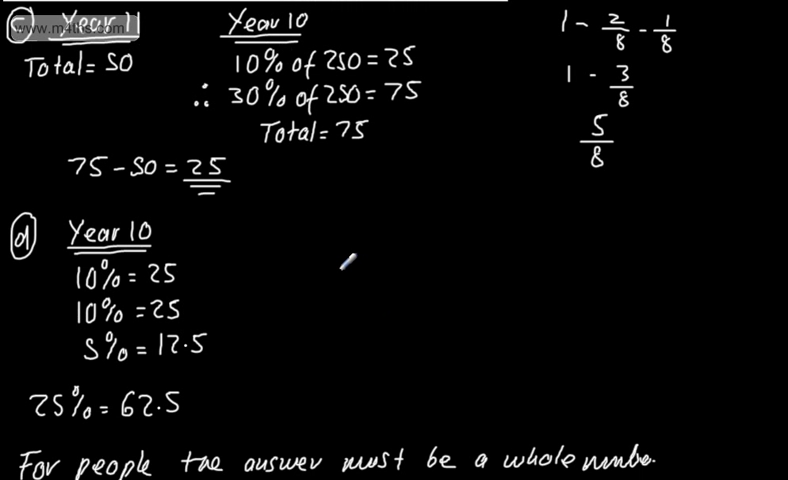 c) Year 11
www.m4ths.com
Total = 50
Year 10
10% of 250 = 25
∴ 30% of 250 = 75
Total = 75
75 - 50 = 25
1 - 2/8 - 1/8
1 - 3/8
5/8
d) Year 10
10% = 25
10% = 25
5% = 12.5
25% = 62.5
For people the answer must be a whole number.